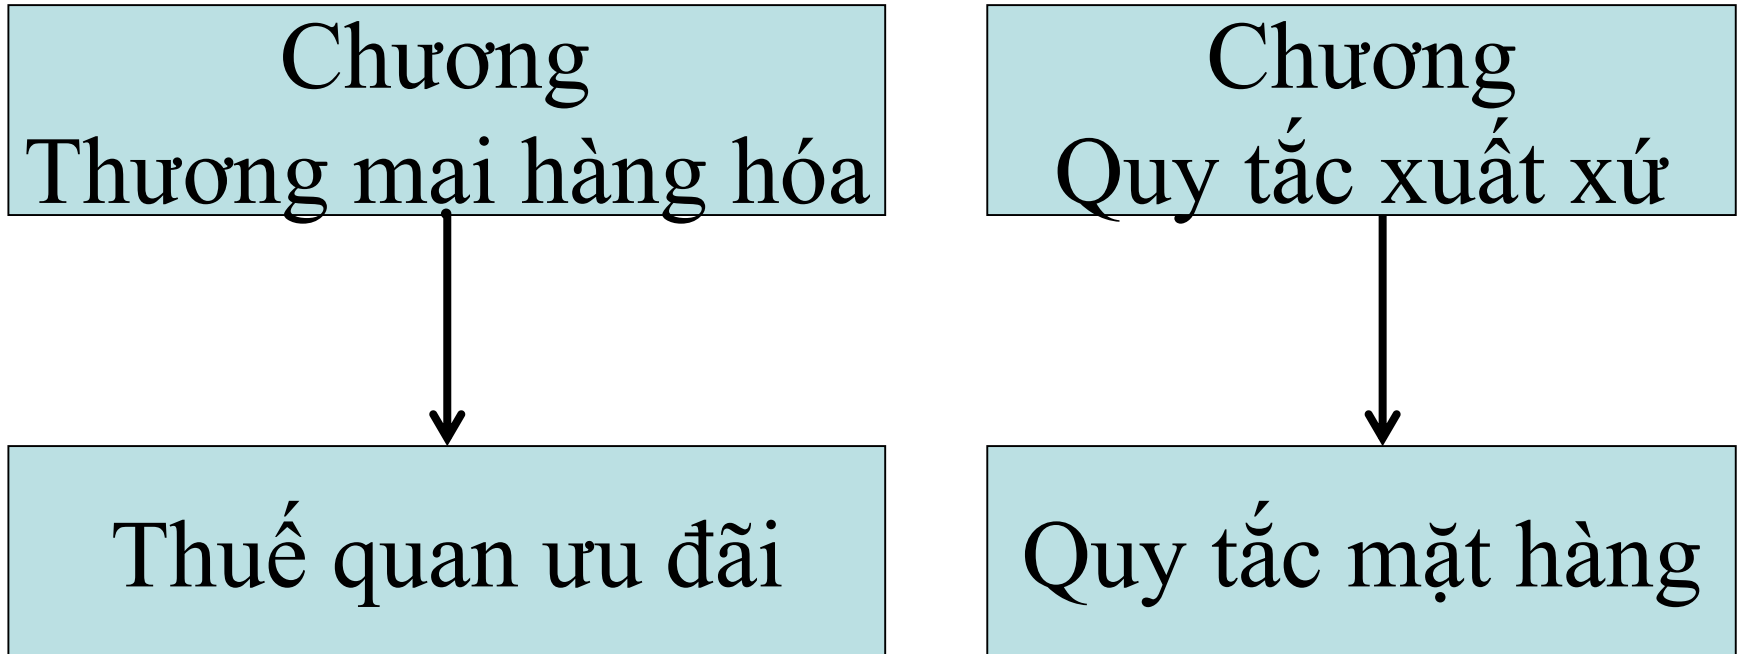 Chương
Thương mại hàng hóa
Chương
Quy tắc xuất xứ
Thuế quan ưu đãi
Quy tắc mặt hàng